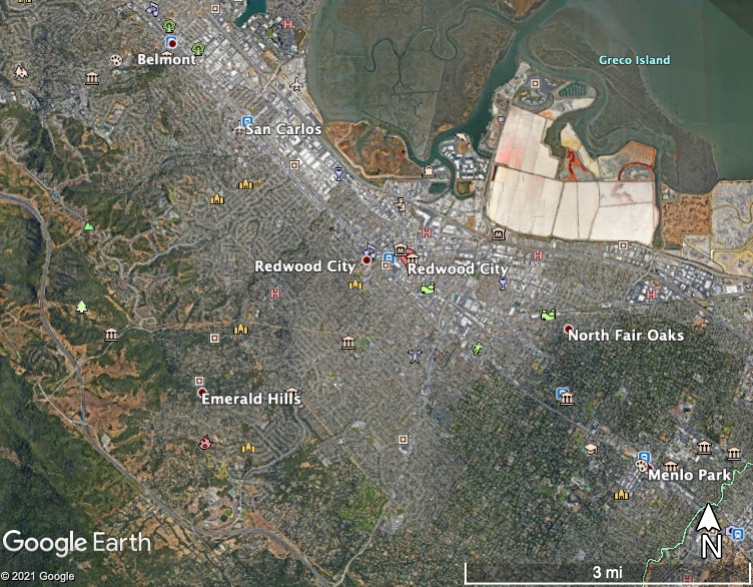 Belmont
Greco Island
San Carlos
Redwood City
Redwood City
North Fair Oaks
Emerald Hills
Menlo Park
N
Google Earth
3 mi
© 2021 Google